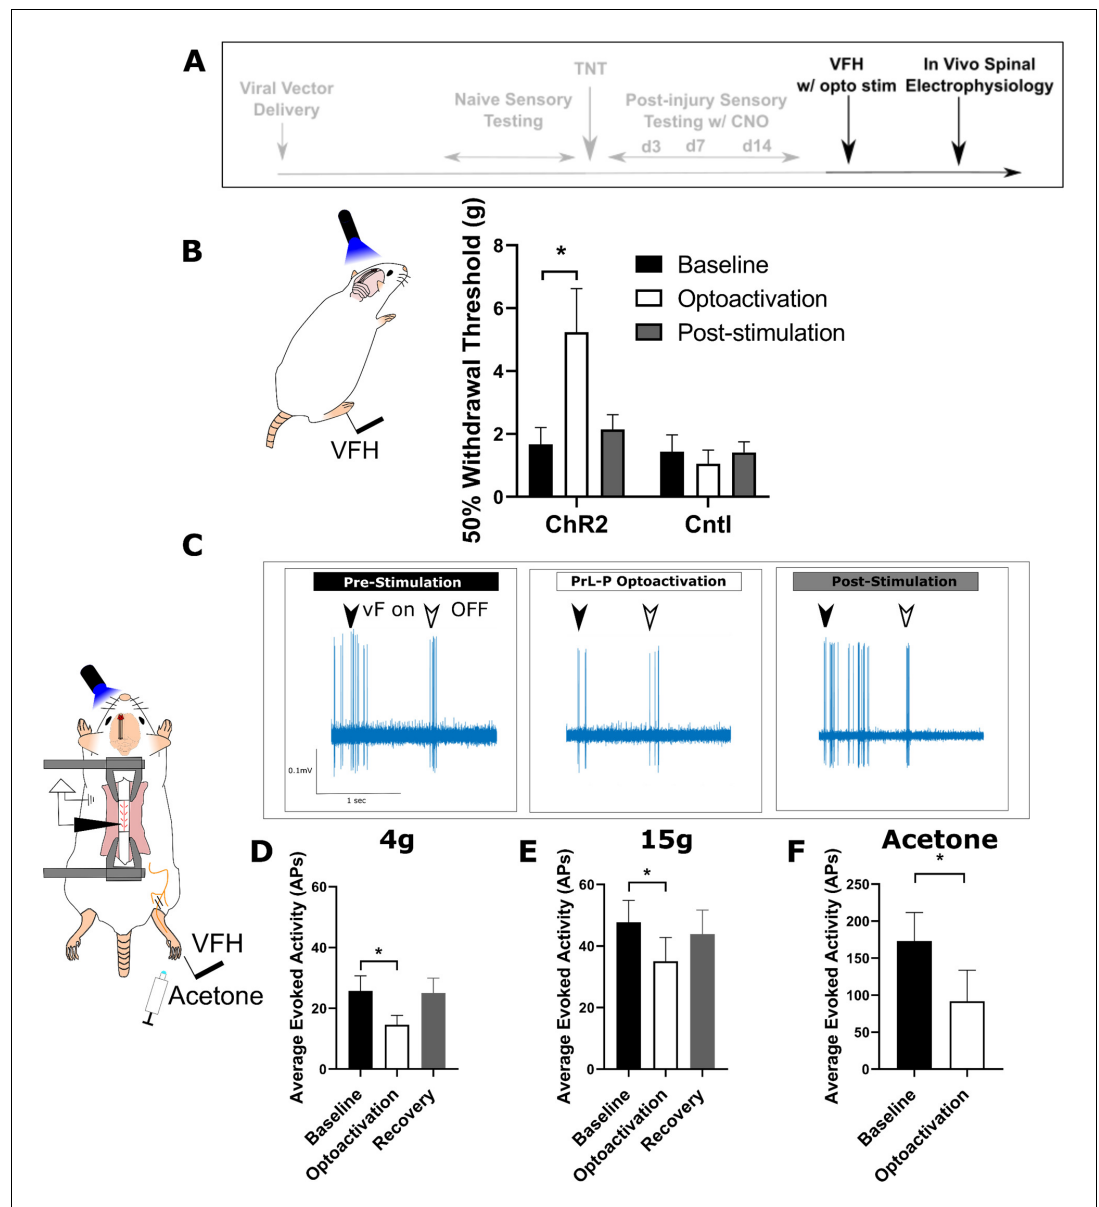 A
Viral Vector
Delivery
Naive Sensory
Testing
TNT
Post-injury Sensory
Testing w/ CNO
d3 d7 d14
VFH
w/ opto stim
In Vivo Spinal
Electrophysiology
B
VFH
50% Withdrawal Threshold (g)
8
6
4
2
0
*
Baseline
Optoactivation
Post-stimulation
ChR2
Cntl
C
Pre-Stimulation
vF on OFF
0.1mV
1 sec
PrL-P Optoactivation
Post-Stimulation
VFH
Acetone
D
4g
Average Evoked Activity (APs)
60
40
20
0
*
Baseline
Optoactivation
Recovery
E
15g
Average Evoked Activity (APs)
60
40
20
0
*
Baseline
Optoactivation
Recovery
F
Acetone
Average Evoked Activity (APs)
250
200
150
100
50
0
*
Baseline
Optoactivation